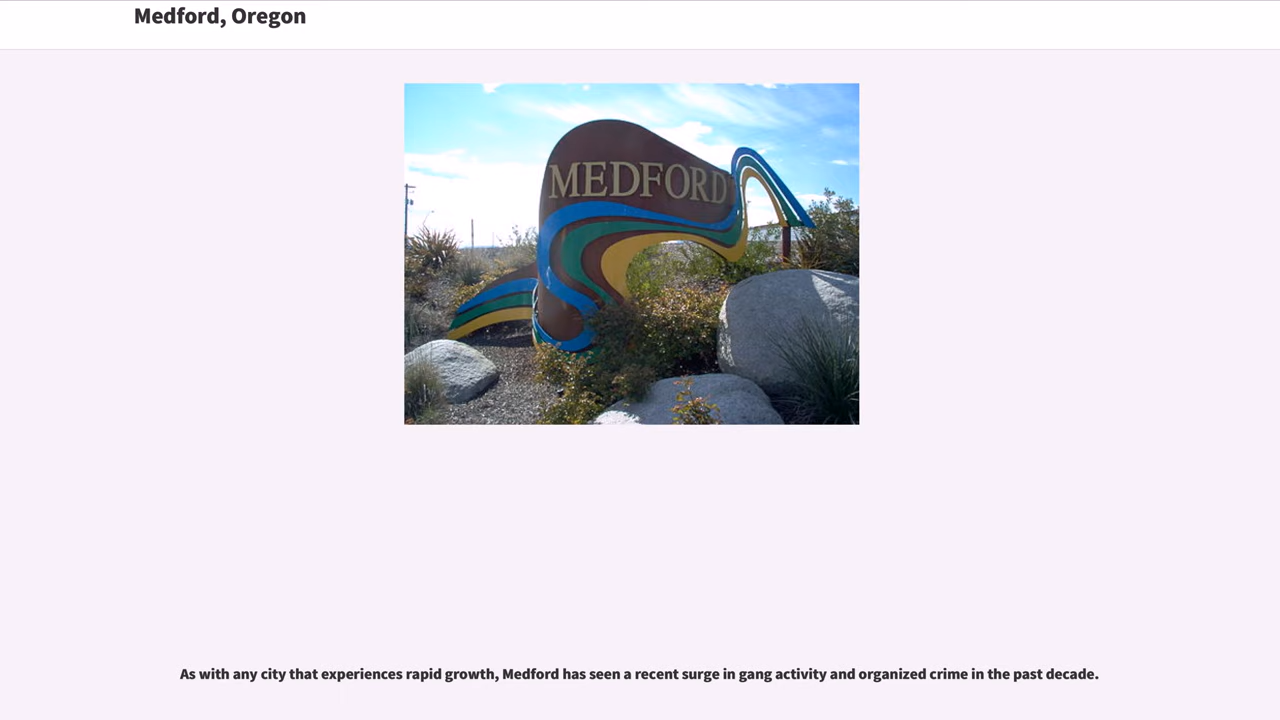 Medford, Oregon
MEDFORD
As with any city that experiences rapid growth, Medford has seen a recent surge in gang activity and organized crime in the past decade.